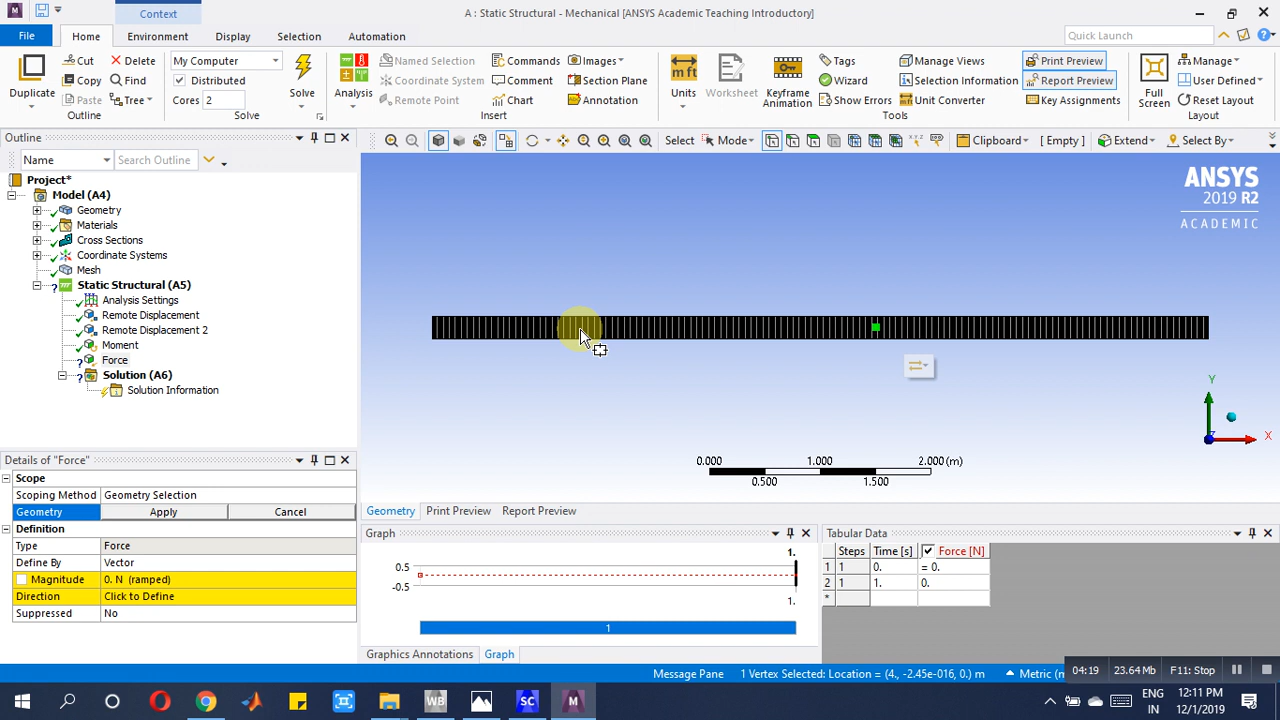 Context
A : Static Structural - Mechanical [ANSYS Academic Teaching Introductory]
File Home Environment Display Selection Automation Quick Launch
Duplicate Cut Copy Paste Delete Find Tree
Outline
My Computer Distributed Cores 2 Solve
Solve
Analysis Named Selection Coordinate System Remote Point Commands Comment Chart Images Section Plane Annotation
Insert
Units Worksheet Keyframe Animation Tags Wizard Show Errors Manage Views Selection Information Unit Converter Print Preview Report Preview Key Assignments
Tools
Full Screen Manage User Defined Reset Layout
Layout
Outline
Name Search Outline
Select Mode Clipboard [ Empty ] Extend Select By
Project*
Model (A4)
Geometry
Materials
Cross Sections
Coordinate Systems
Mesh
Static Structural (A5)
Analysis Settings
Remote Displacement
Remote Displacement 2
Moment
Force
Solution (A6)
Solution Information
ANSYS
2019 R2
ACADEMIC
Y
X
Z
0.000 1.000 2.000 (m)
0.500 1.500
Details of "Force"
Scope
Scoping Method Geometry Selection
Geometry Apply Cancel
Definition
Type Force
Define By Vector
Magnitude 0. N (ramped)
Direction Click to Define
Suppressed No
Geometry Print Preview Report Preview
Graph
1.
0.5
-0.5
1.
1
Graphics Annotations Graph
Tabular Data
Steps Time [s] Force [N]
1 1 0. = 0.
2 1 1. 0.
*
Message Pane 1 Vertex Selected: Location = (4., -2.45e-016, 0.) m Metric (m
04:19 23.64 Mb F11: Stop
WB SC M
ENG IN
12:11 PM
12/1/2019